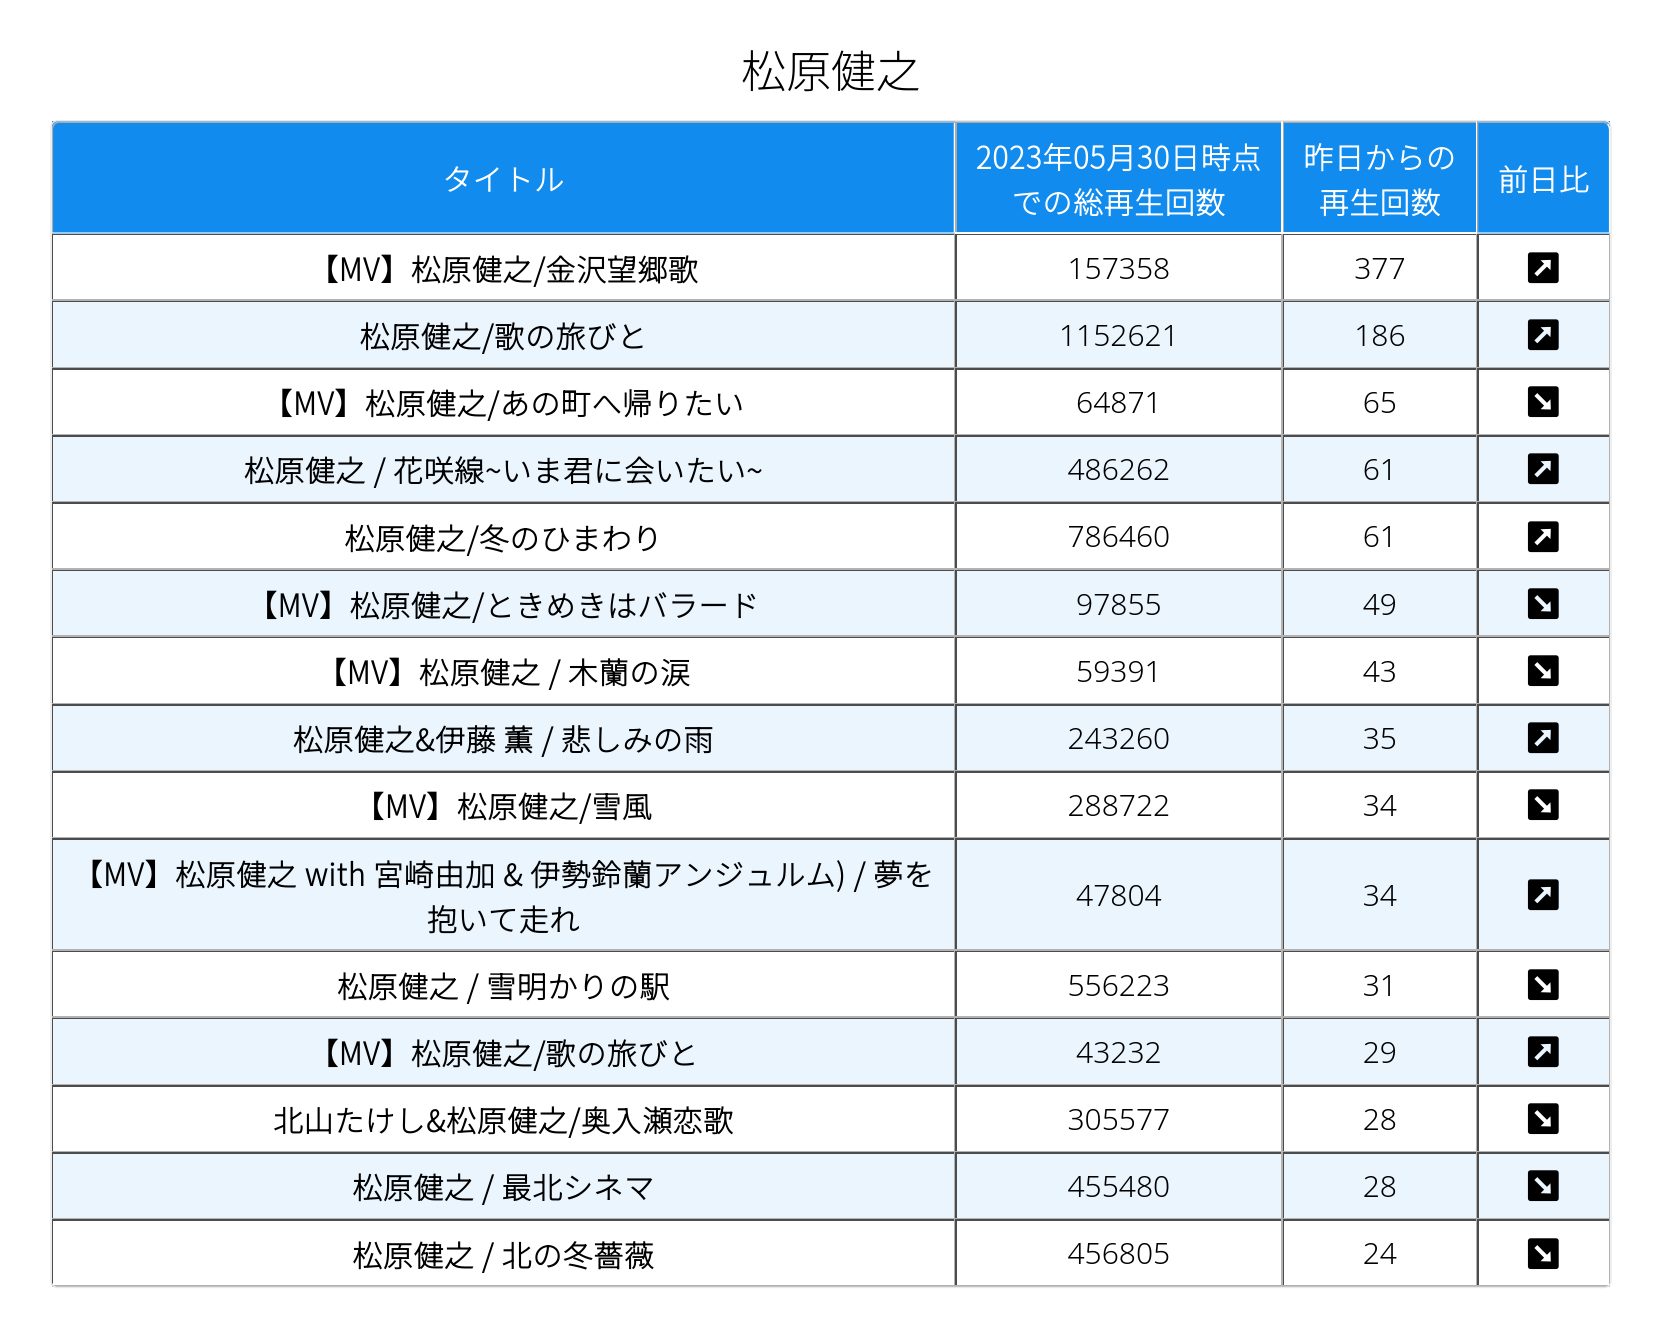 松原健之
タイトル
2023年05月30日時点
での総再生回数
昨日からの
再生回数
前日比
【MV】松原健之/金沢望郷歌 157358 377
松原健之/歌の旅びと 1152621 186
【MV】松原健之/あの町へ帰りたい 64871 65
松原健之 / 花咲線~いま君に会いたい~ 486262 61
松原健之/冬のひまわり 786460 61
【MV】松原健之/ときめきはバラード 97855 49
【MV】松原健之 / 木蘭の涙 59391 43
松原健之&伊藤 薫 / 悲しみの雨 243260 35
【MV】松原健之/雪風 288722 34
【MV】松原健之 with 宮崎由加 & 伊勢鈴蘭アンジュルム) / 夢を
抱いて走れ 47804 34
松原健之 / 雪明かりの駅 556223 31
【MV】松原健之/歌の旅びと 43232 29
北山たけし&松原健之/奥入瀬恋歌 305577 28
松原健之 / 最北シネマ 455480 28
松原健之 / 北の冬薔薇 456805 24